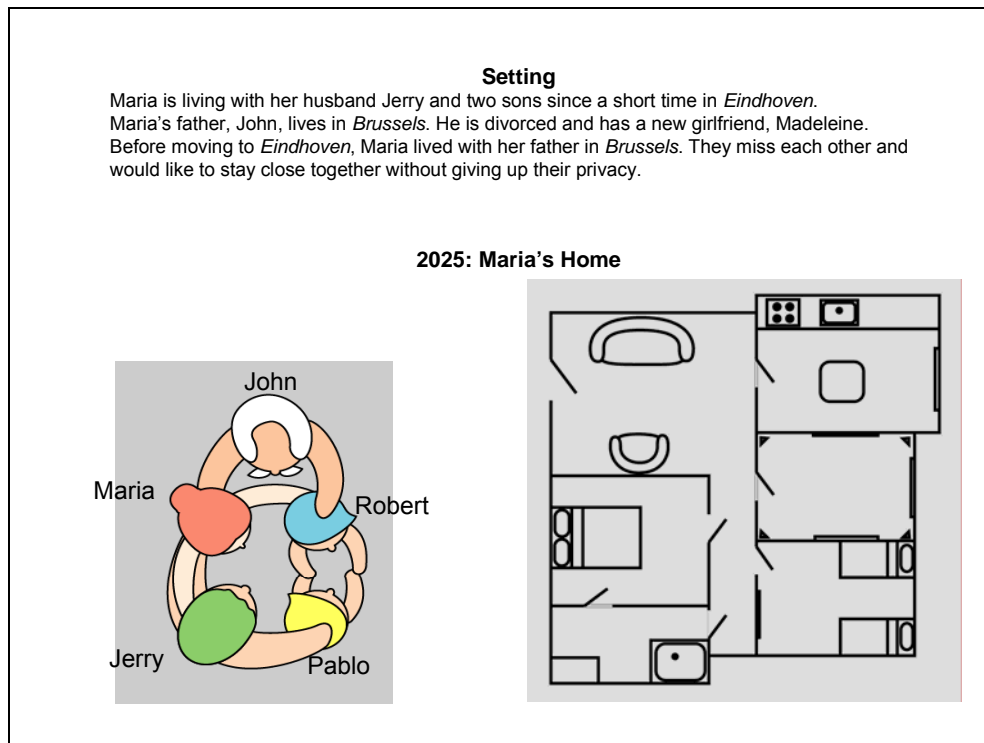 Setting
Maria is living with her husband Jerry and two sons since a short time in Eindhoven.
Maria's father, John, lives in Brussels. He is divorced and has a new girlfriend, Madeleine.
Before moving to Eindhoven, Maria lived with her father in Brussels. They miss each other and
would like to stay close together without giving up their privacy.
2025: Maria's Home
John
Maria
Robert
Jerry
Pablo